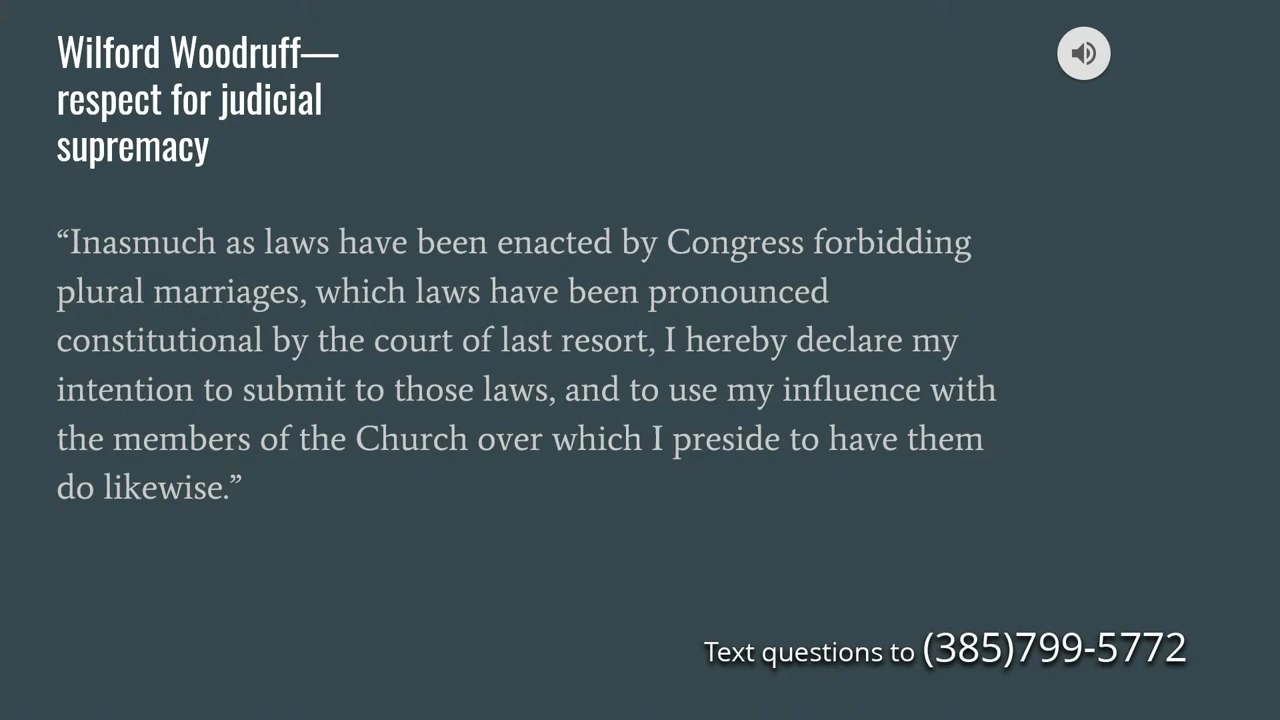 Wilford Woodruff—
respect for judicial
supremacy
“Inasmuch as laws have been enacted by Congress forbidding
plural marriages, which laws have been pronounced
constitutional by the court of last resort, I hereby declare my
intention to submit to those laws, and to use my influence with
the members of the Church over which I preside to have them
do likewise.”
Text questions to (385)799-5772